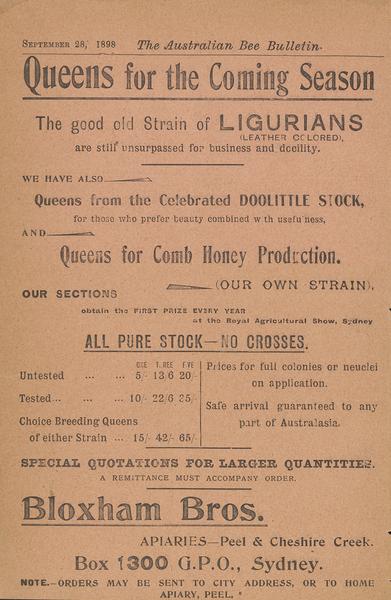 SEPTEMBER 28, 1898 The Australian Bee Bulletin.
Queens for the Coming Season
The good old Strain of LIGURIANS
(LEATHER COLORED),
are still unsurpassed for business and docility.
WE HAVE ALSO
Queens from the Celebrated DOOLITTLE STOCK,
for those who prefer beauty combined with usefulness,
AND
Queens for Comb Honey Production.
(OUR OWN STRAIN).
OUR SECTIONS
obtain the FIRST PRIZE EVERY YEAR
at the Royal Agricultural Show, Sydney
ALL PURE STOCK—NO CROSSES.
ONE THREE FIVE
Untested ... ... 5/- 13/6 20/-
Tested... ... ... 10/- 22/6 35/-
Choice Breeding Queens
of either Strain ... 15/- 42/- 65/-
Prices for full colonies or nuclei
on application.
Safe arrival guaranteed to any
part of Australasia.
SPECIAL QUOTATIONS FOR LARGER QUANTITIES.
A REMITTANCE MUST ACCOMPANY ORDER.
Bloxham Bros.
APIARIES—Peel & Cheshire Creek.
Box 1300 G.P.O., Sydney.
NOTE.—ORDERS MAY BE SENT TO CITY ADDRESS, OR TO HOME
APIARY, PEEL.